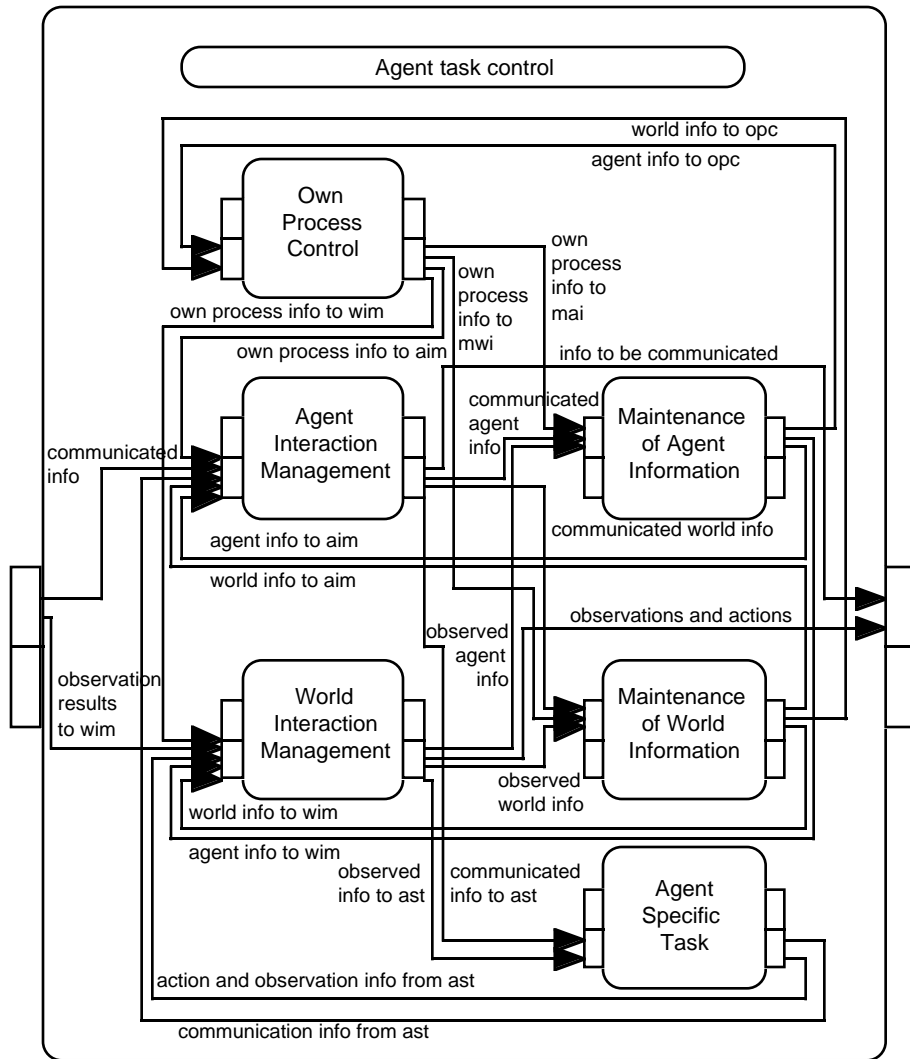 Agent task control
world info to opc
agent info to opc
Own
Process
Control
own
process
info to
mai
own
process
info to
mwi
own process info to wim
own process info to aim
info to be communicated
Agent
Interaction
Management
communicated
agent
info
Maintenance
of Agent
Information
communicated
info
communicated world info
agent info to aim
world info to aim
observations and actions
observed
agent
info
observation
results
to wim
World
Interaction
Management
Maintenance
of World
Information
observed
world info
world info to wim
agent info to wim
observed
info to ast
communicated
info to ast
Agent
Specific
Task
action and observation info from ast
communication info from ast